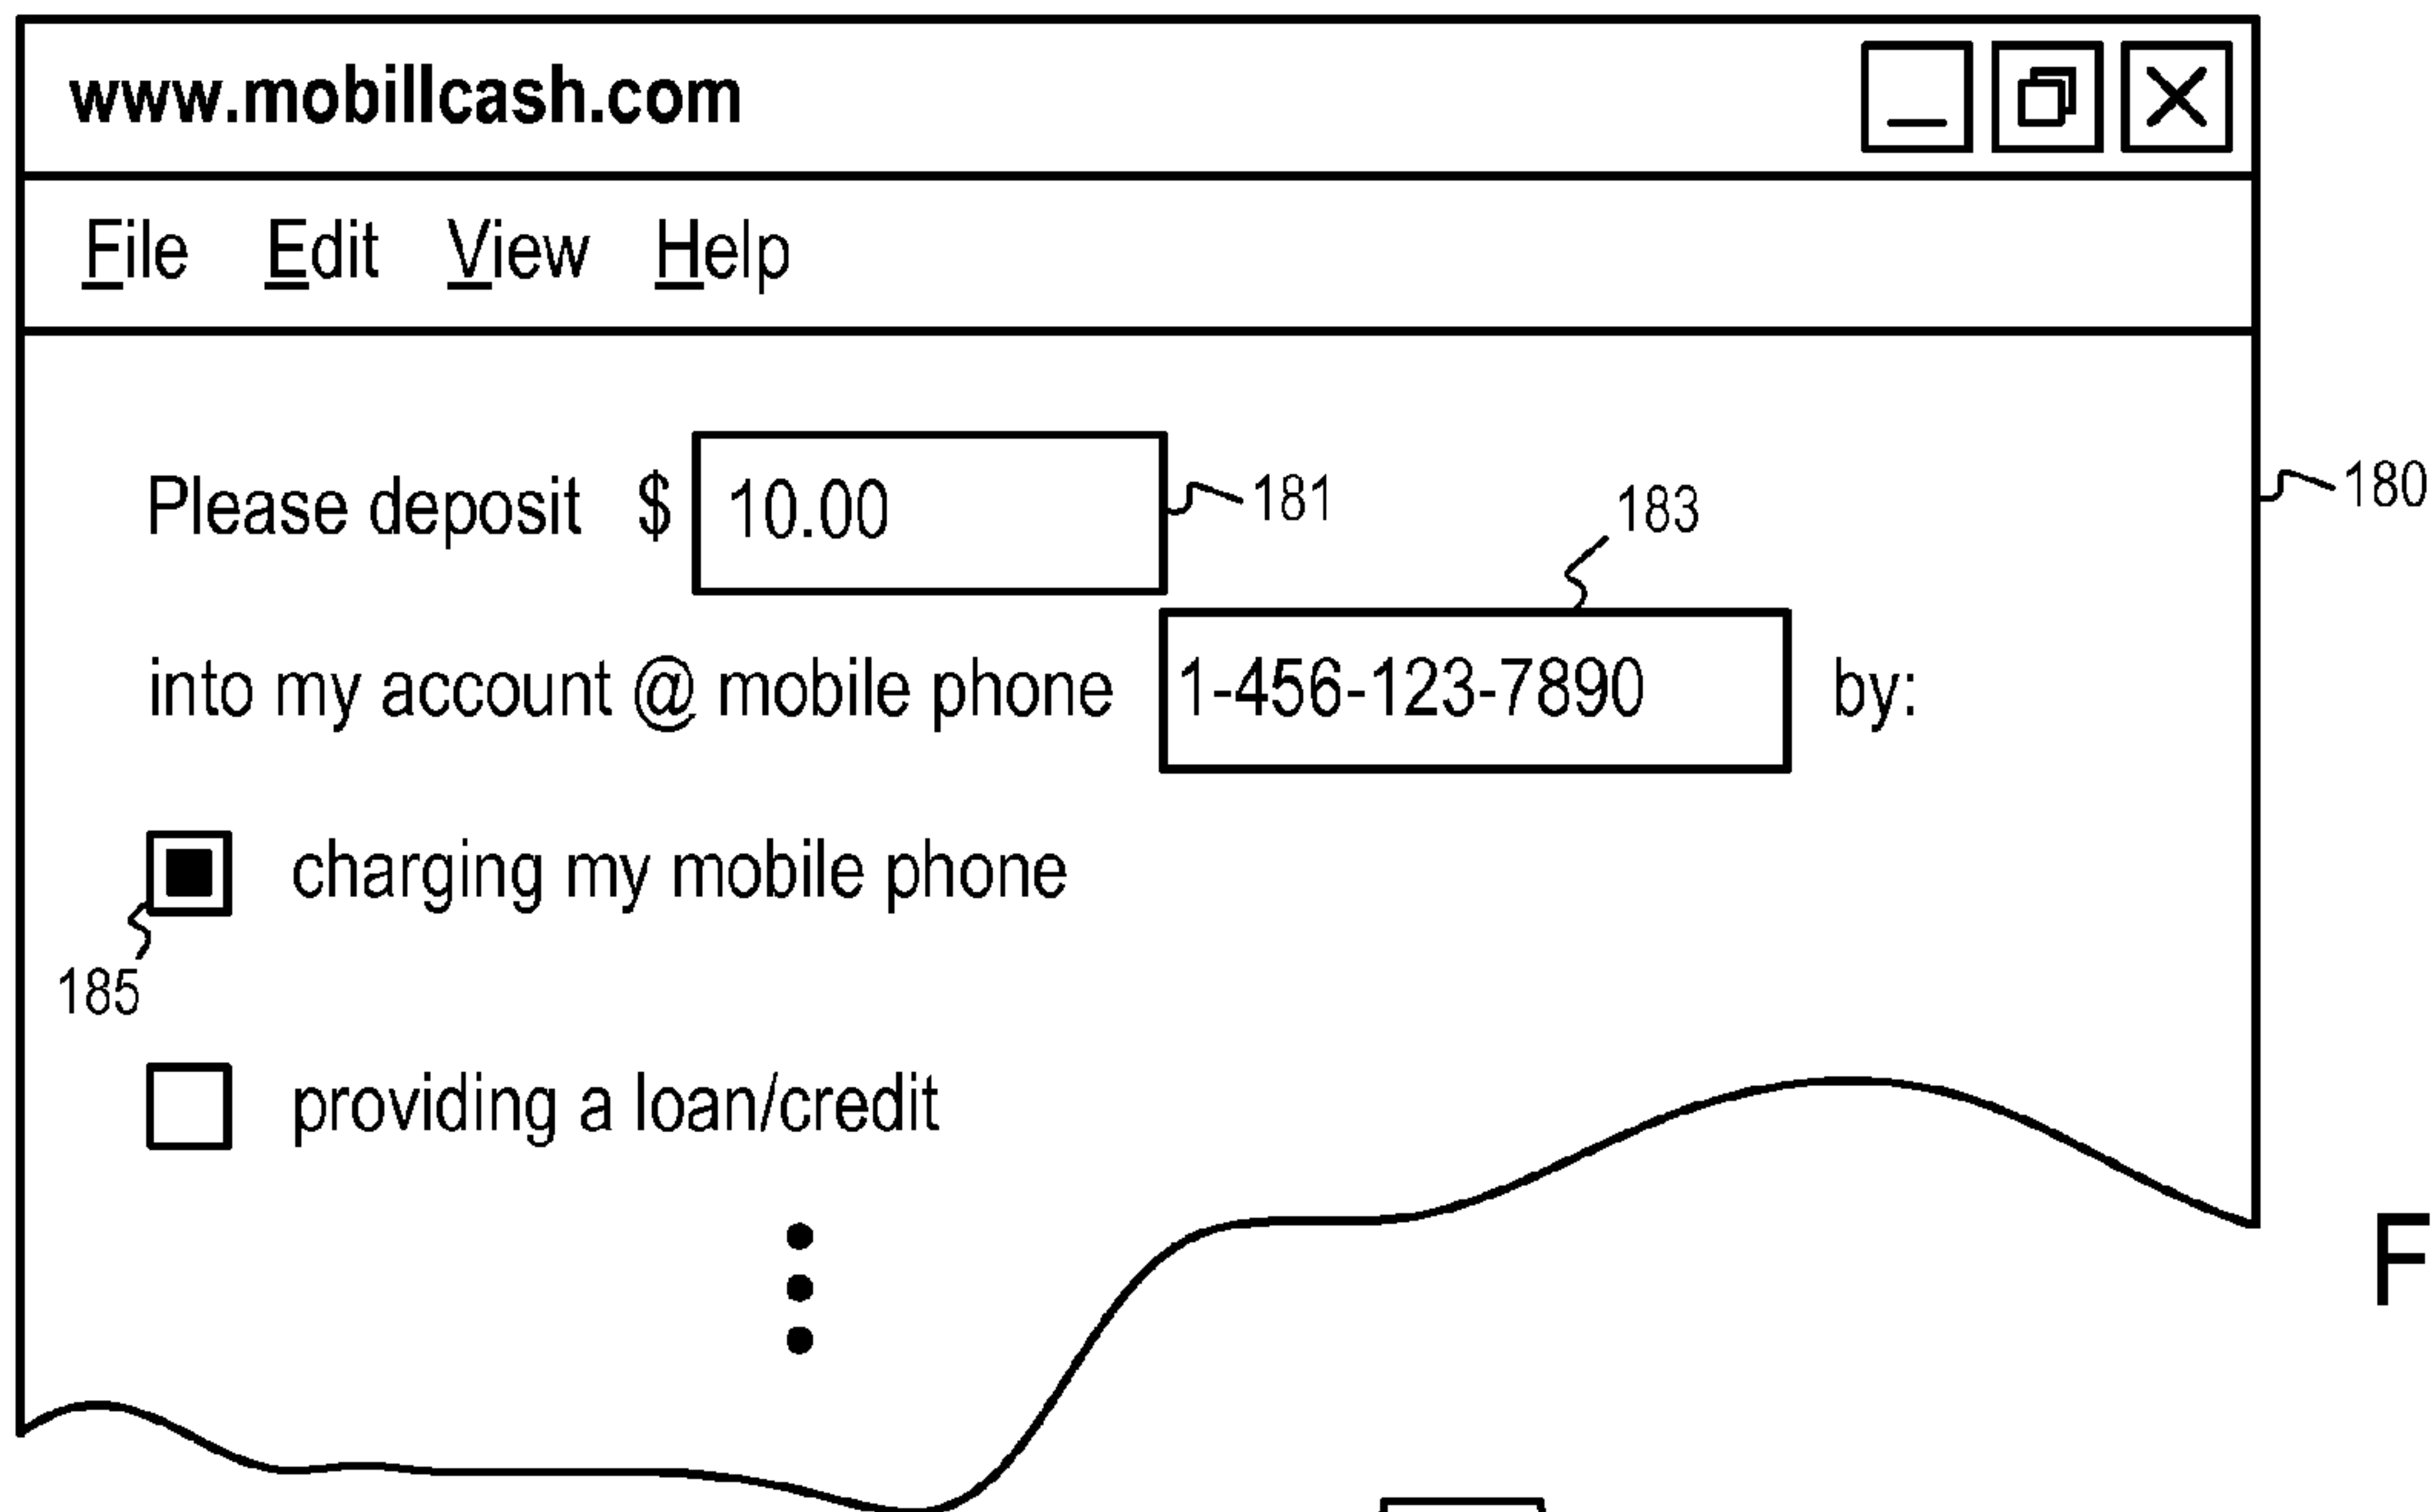 www.mobillcash.com
File Edit View Help
Please deposit $ 10.00
181
183
180
into my account @ mobile phone 1-456-123-7890 by:
charging my mobile phone
185
providing a loan/credit
F